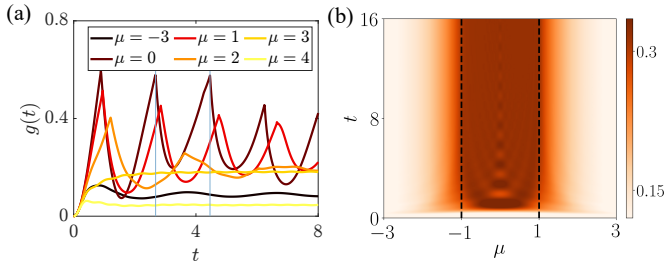 (a)
0.8
0.4
0
g(t)
μ = −3 μ = 1 μ = 3
μ = 0 μ = 2 μ = 4
0 4 8
t
(b)
16
8
0
t
−3 −1 1 3
μ
0.3
0.15